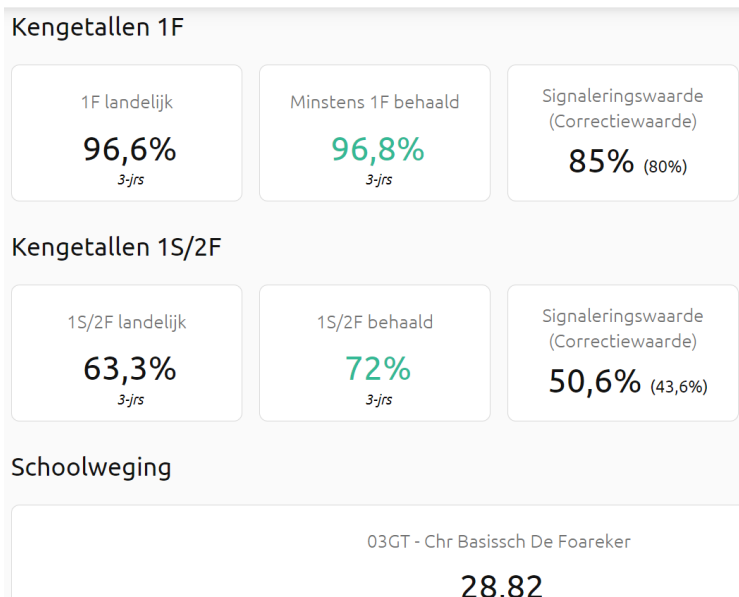 Kengetallen 1F
1F landelijk
96,6%
3-jrs
Minstens 1F behaald
96,8%
3-jrs
Signaleringswaarde
(Correctiewaarde)
85% (80%)
Kengetallen 1S/2F
1S/2F landelijk
63,3%
3-jrs
1S/2F behaald
72%
3-jrs
Signaleringswaarde
(Correctiewaarde)
50,6% (43,6%)
Schoolweging
03GT - Chr Basissch De Foareker
28,82